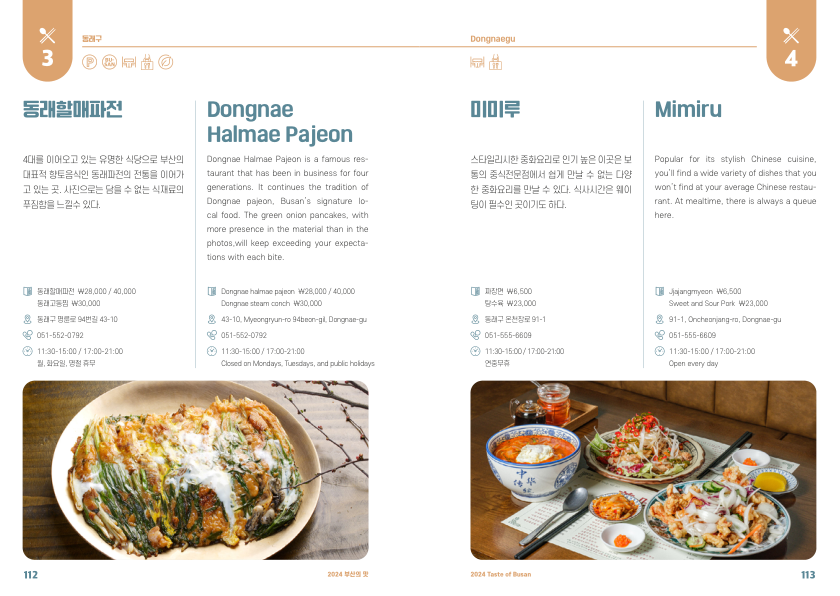 3
동래구
동래할매파전
4대를 이어오고 있는 유명한 식당으로 부산의
대표적 향토음식인 동래파전의 전통을 이어가
고 있는 곳. 사진으로는 담을 수 없는 식재료의
푸짐함을 느낄수 있다.
동래할매파전 ₩28,000 / 40,000
동래고동찜 ₩30,000
동래구 명륜로 94번길 43-10
051-552-0792
11:30-15:00 / 17:00-21:00
월, 화요일, 명절 휴무
Dongnae
Halmae Pajeon
Dongnae Halmae Pajeon is a famous res-
taurant that has been in business for four
generations. It continues the tradition of
Dongnae pajeon, Busan's signature lo-
cal food. The green onion pancakes, with
more presence in the material than in the
photos,will keep exceeding your expecta-
tions with each bite.
Dongnae halmae pajeon ₩28,000 / 40,000
Dongnae steam conch ₩30,000
43-10, Myeongryun-ro 94beon-gil, Dongnae-gu
051-552-0792
11:30-15:00 / 17:00-21:00
Closed on Mondays, Tuesdays, and public holidays
112
2024 부산의 맛
Dongnaegu
4
미미루
스타일리시한 중화요리로 인기 높은 이곳은 보
통의 중식전문점에서 쉽게 만날 수 없는 다양
한 중화요리를 만날 수 있다. 식사시간은 웨이
팅이 필수인 곳이기도 하다.
짜장면 ₩6,500
탕수육 ₩23,000
동래구 온천장로 91-1
051-555-6609
11:30-15:00 / 17:00-21:00
연중무휴
Mimiru
Popular for its stylish Chinese cuisine,
you'll find a wide variety of dishes that you
won't find at your average Chinese restau-
rant. At mealtime, there is always a queue
here.
Jjajangmyeon ₩6,500
Sweet and Sour Pork ₩23,000
91-1, Oncheonjang-ro, Dongnae-gu
051-555-6609
11:30-15:00 / 17:00-21:00
Open every day
中 华
2024 Taste of Busan
113